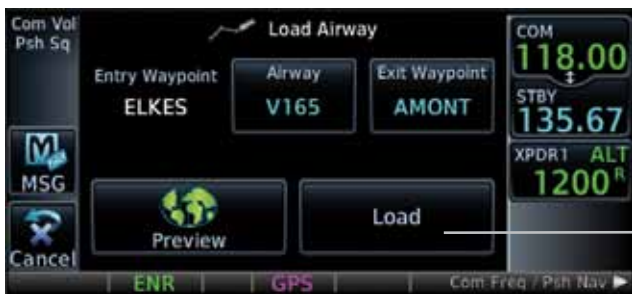 Com Vol
Psh Sq
Load Airway
COM
118.00
Entry Waypoint
ELKES
Airway
V165
Exit Waypoint
AMONT
STBY
135.67
MSG
XPDR1 ALT
1200 R
Preview
Load
Cancel
ENR
GPS
Com Freq / Psh Nav